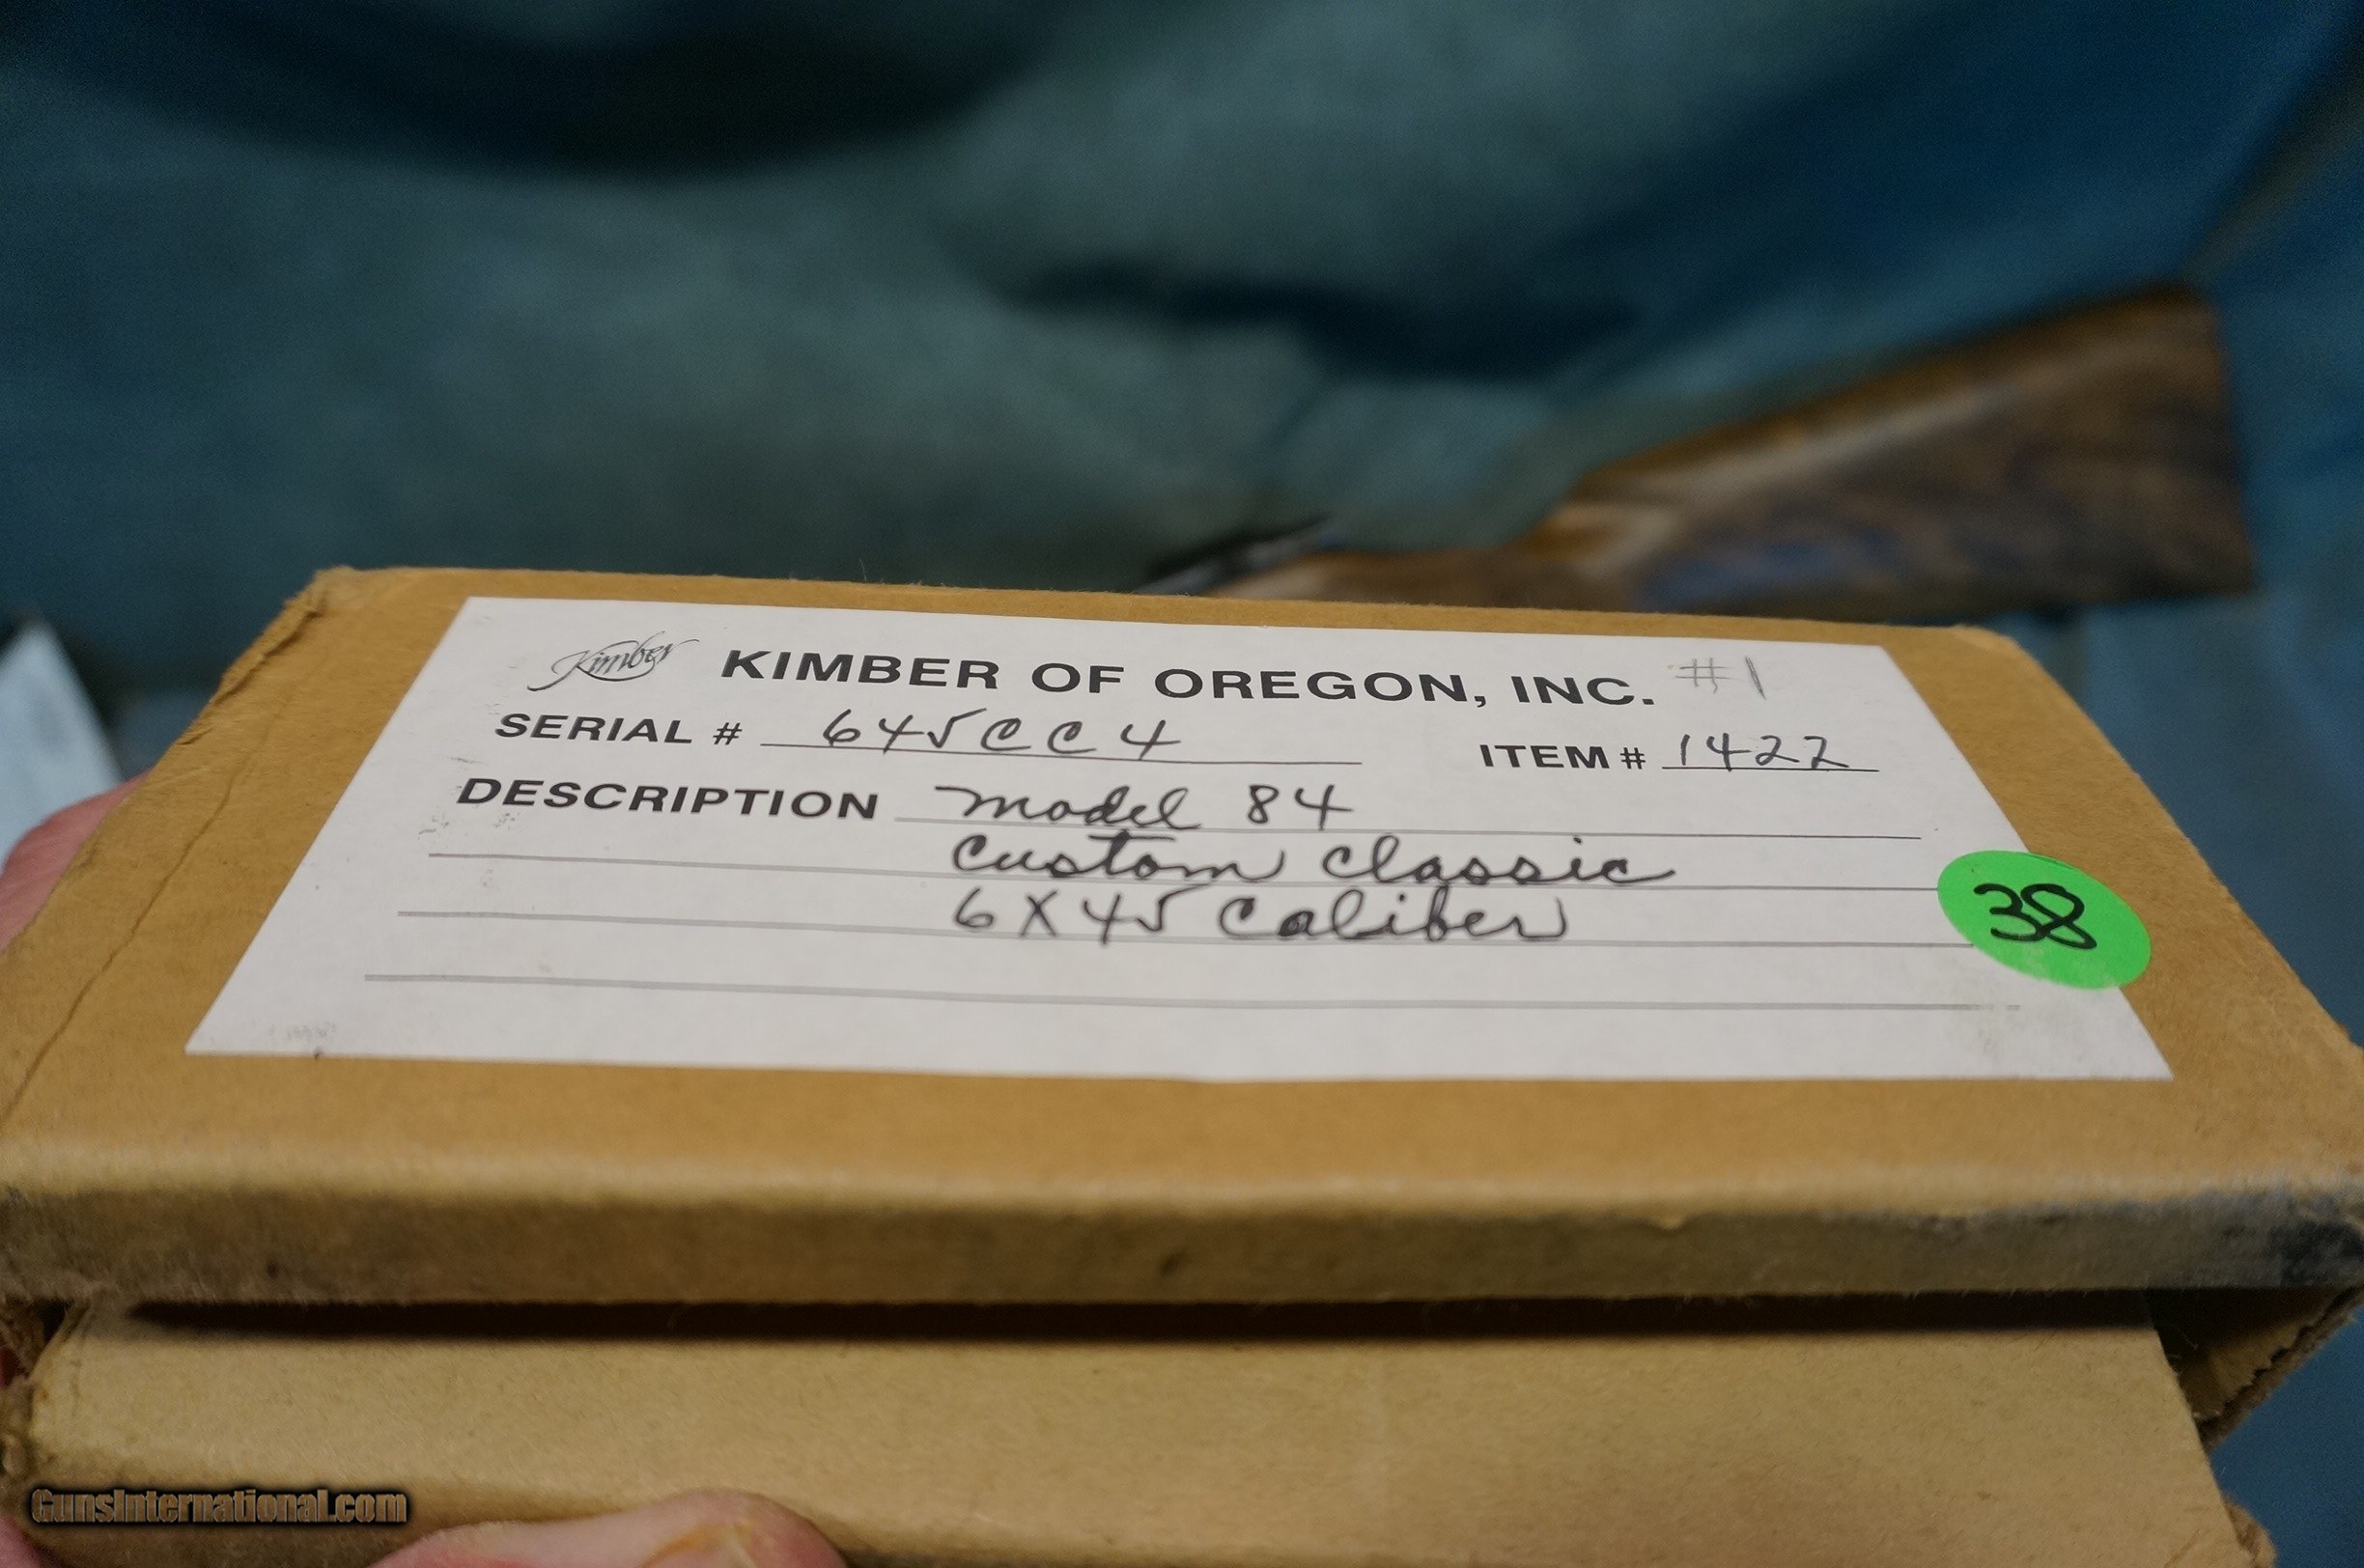 Kimber KIMBER OF OREGON, INC. #1
SERIAL # 645CC4 ITEM # 1422
DESCRIPTION Model 84
Custom Classic
6X45 Caliber
38
GunsInternational.com